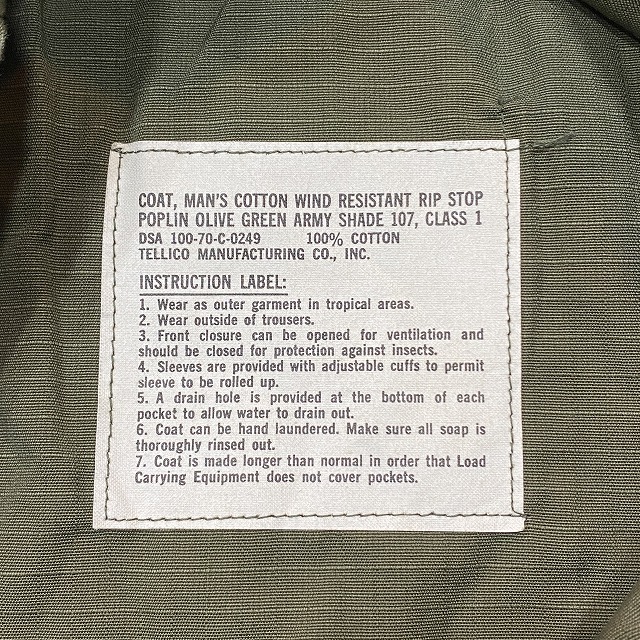 COAT, MAN'S COTTON WIND RESISTANT RIP STOP
POPLIN OLIVE GREEN ARMY SHADE 107, CLASS 1
DSA 100-70-C-0249 100% COTTON
TELLICO MANUFACTURING CO., INC.
INSTRUCTION LABEL:
1. Wear as outer garment in tropical areas.
2. Wear outside of trousers.
3. Front closure can be opened for ventilation and
should be closed for protection against insects.
4. Sleeves are provided with adjustable cuffs to permit
sleeve to be rolled up.
5. A drain hole is provided at the bottom of each
pocket to allow water to drain out.
6. Coat can be hand laundered. Make sure all soap is
thoroughly rinsed out.
7. Coat is made longer than normal in order that Load
Carrying Equipment does not cover pockets.